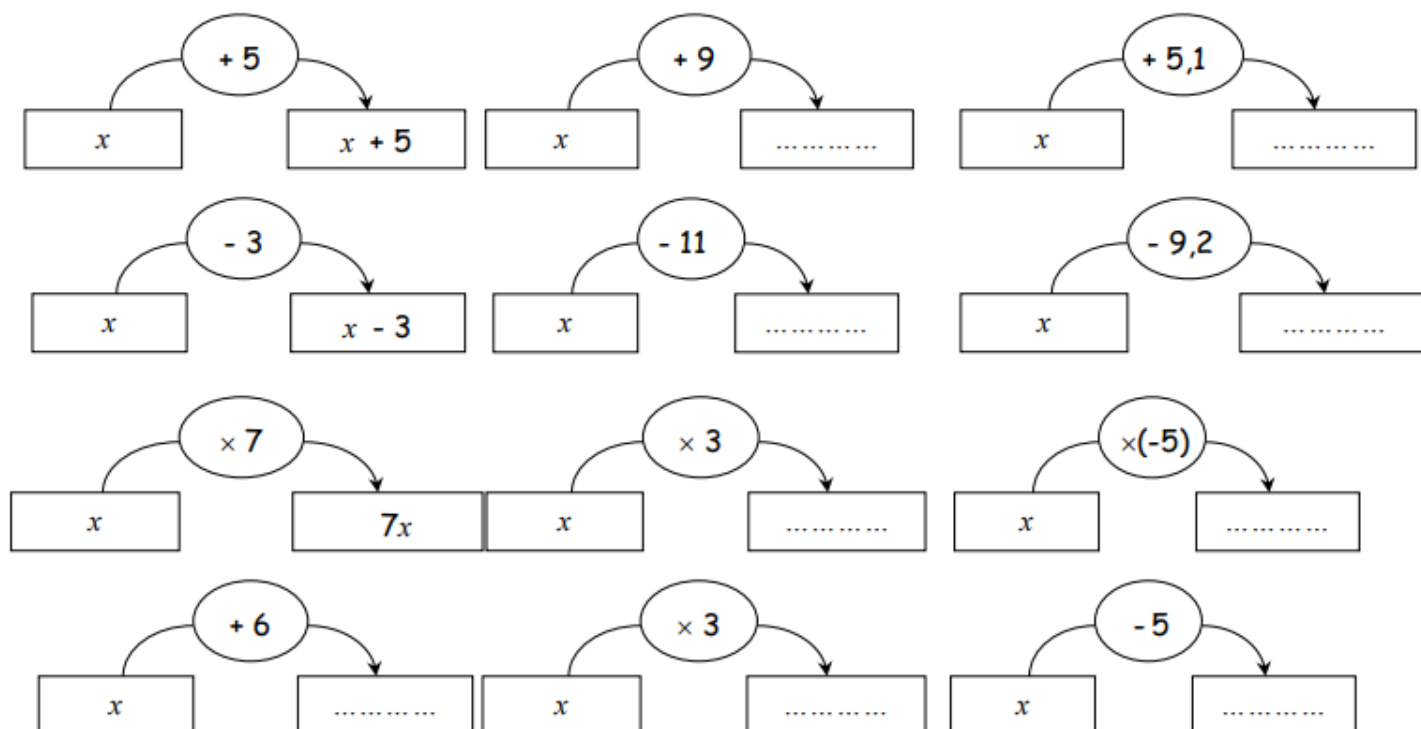 + 5 + 9 + 5,1
x x + 5 x ………… x …………
- 3 - 11 - 9,2
x x - 3 x ………… x …………
× 7 × 3 ×(-5)
x 7x x ………… x …………
+ 6 × 3 - 5
x ………… x ………… x …………